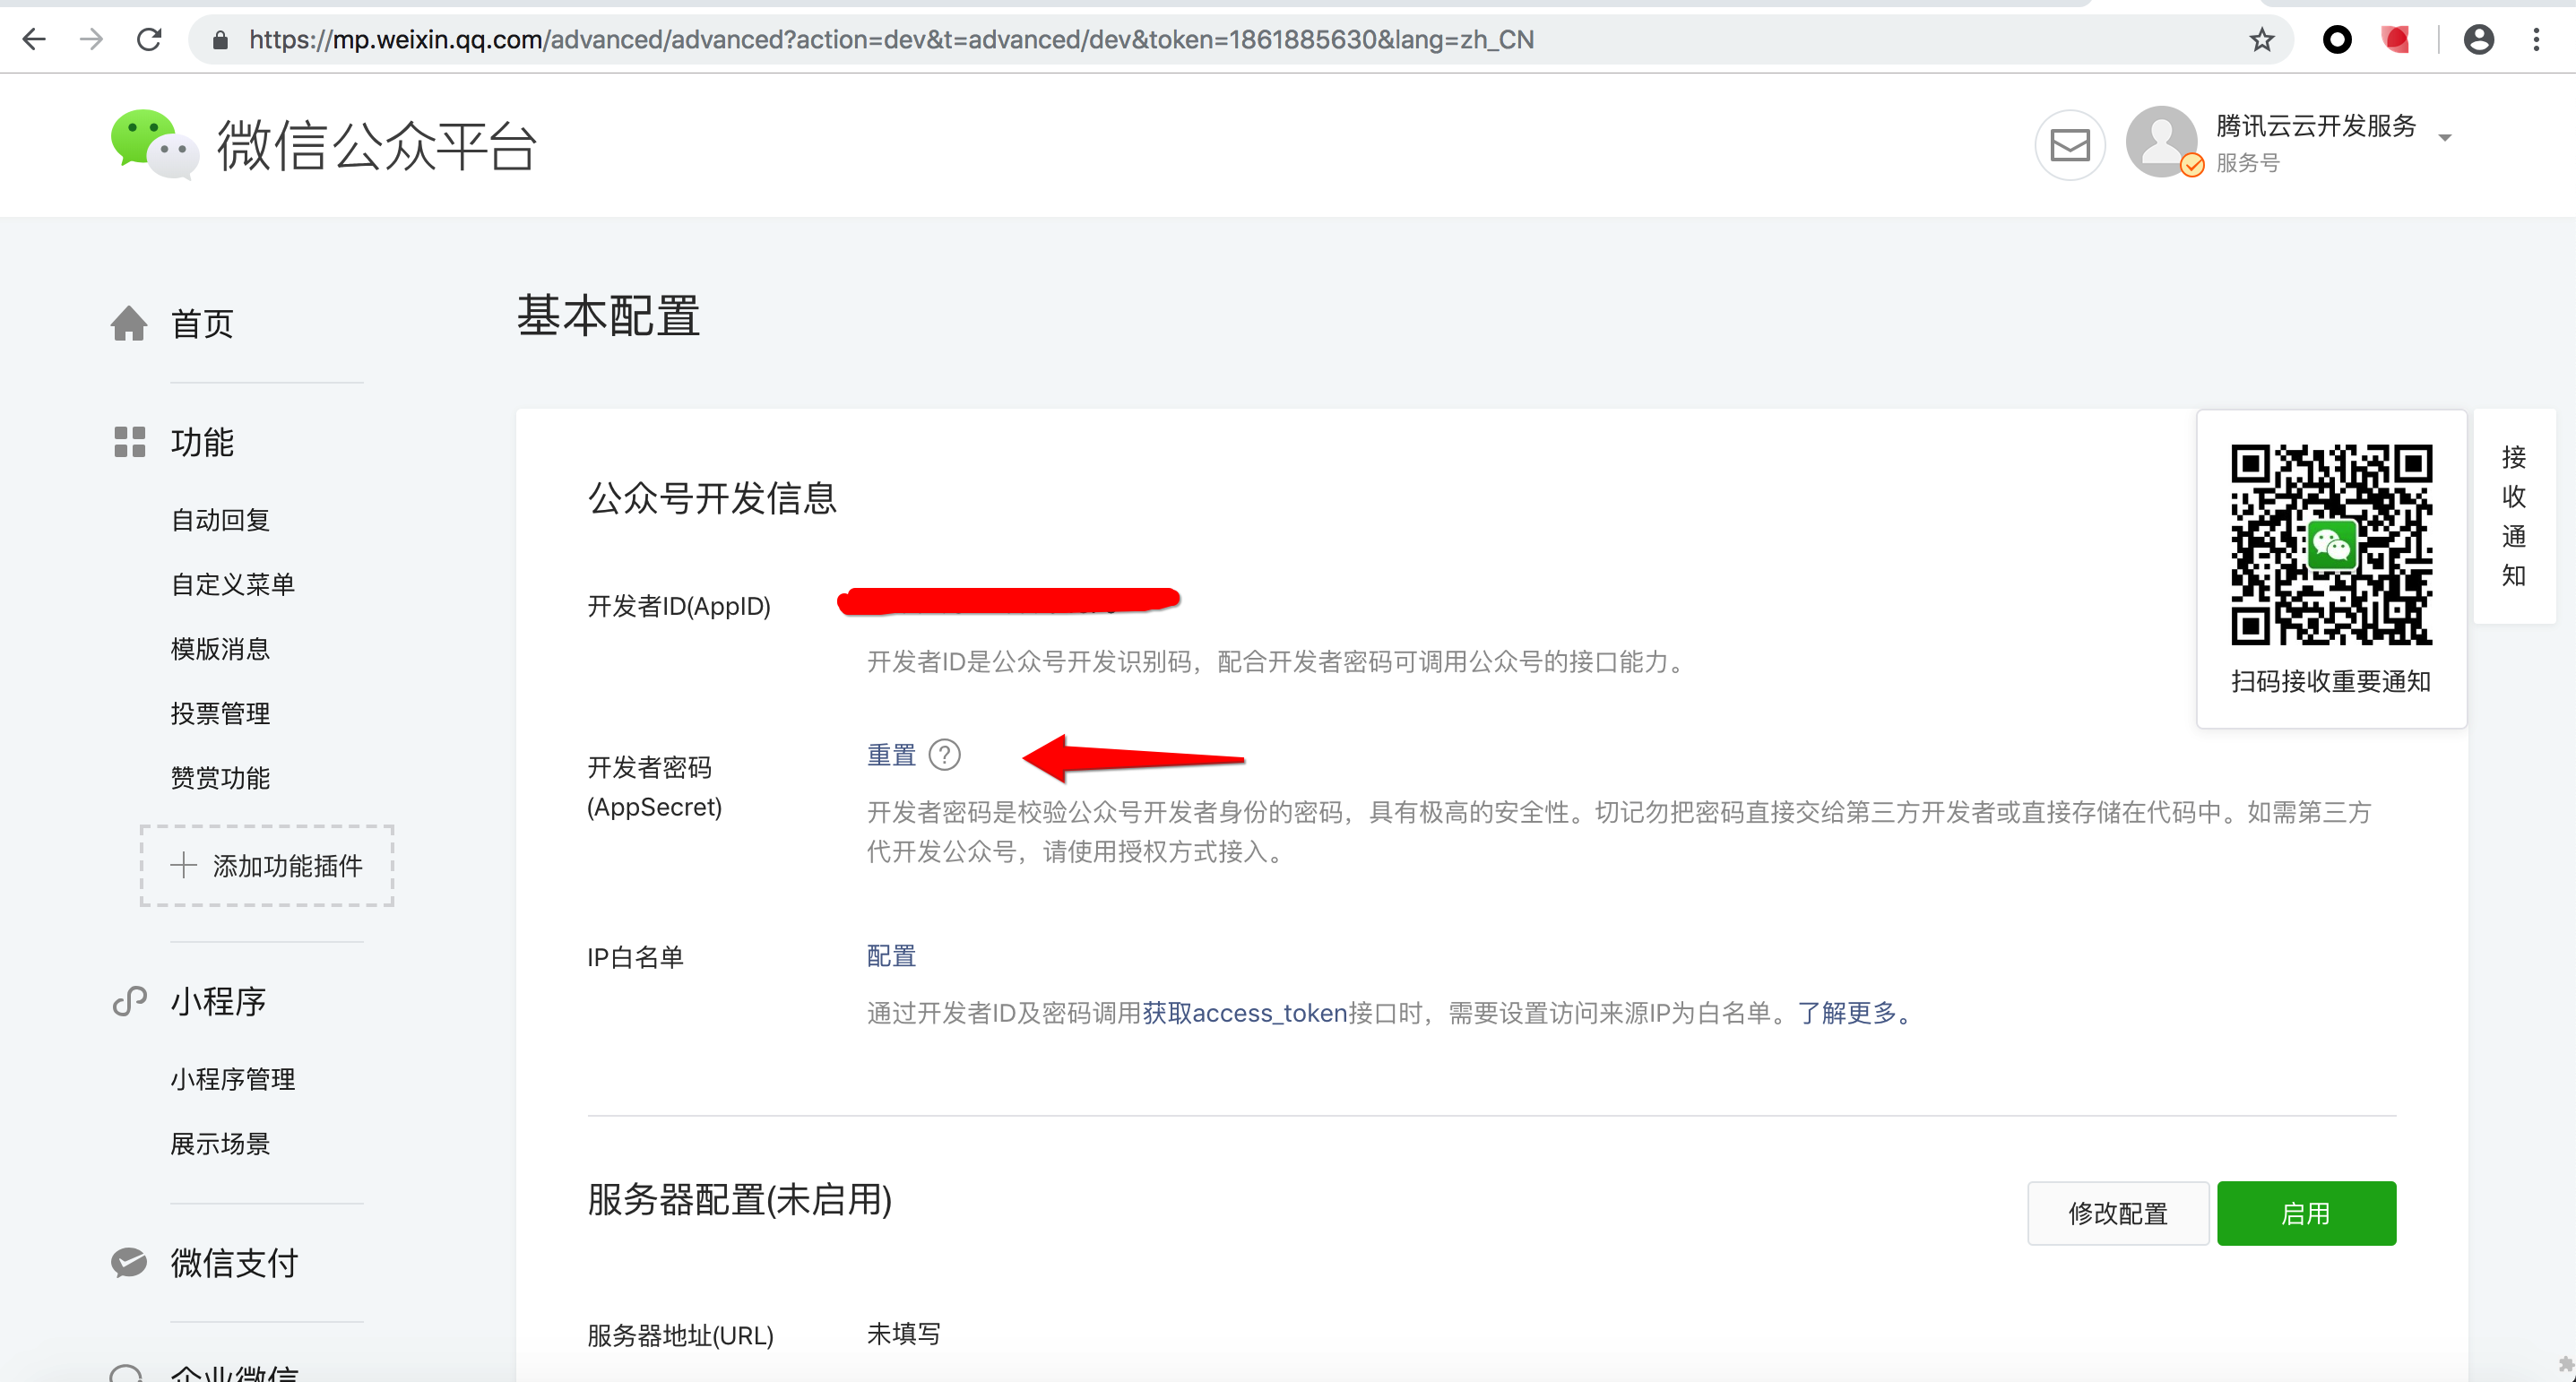 https://mp.weixin.qq.com/advanced/advanced?action=dev&t=advanced/dev&token=1861885630&lang=zh_CN
微信公众平台
腾讯云云开发服务
服务号
首页
功能
自动回复
自定义菜单
模版消息
投票管理
赞赏功能
添加功能插件
小程序
小程序管理
展示场景
微信支付
企业微信
基本配置
公众号开发信息
开发者ID(AppID)
开发者ID是公众号开发识别码，配合开发者密码可调用公众号的接口能力。
开发者密码
(AppSecret)
重置 ?
开发者密码是校验公众号开发者身份的密码，具有极高的安全性。切记勿把密码直接交给第三方开发者或直接存储在代码中。如需第三方
代开发公众号，请使用授权方式接入。
IP白名单
配置
通过开发者ID及密码调用获取access_token接口时，需要设置访问来源IP为白名单。了解更多。
服务器配置(未启用)
修改配置
启用
服务器地址(URL)
未填写
扫码接收重要通知
接
收
通
知